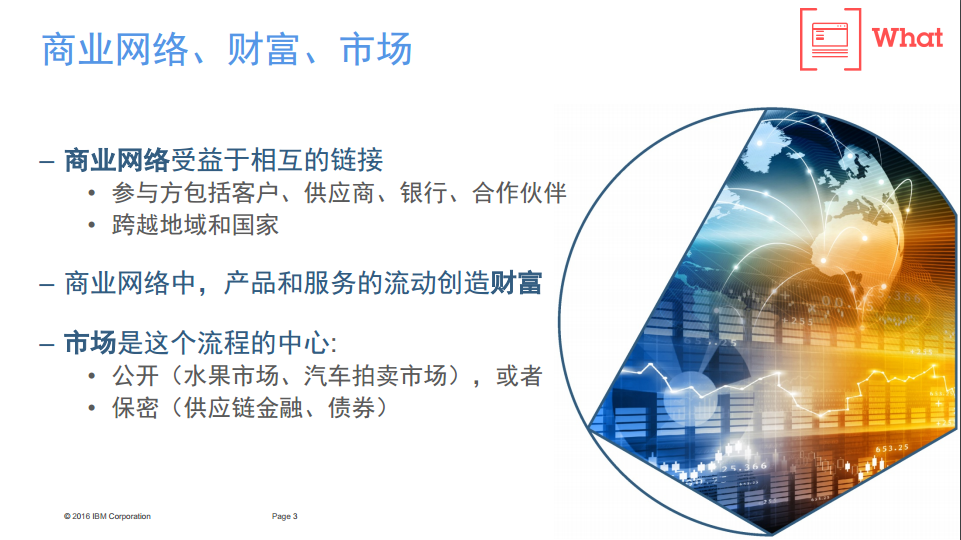 商业网络、财富、市场
What
– 商业网络受益于相互的链接
• 参与方包括客户、供应商、银行、合作伙伴
• 跨越地域和国家
– 商业网络中，产品和服务的流动创造财富
– 市场是这个流程的中心:
• 公开（水果市场、汽车拍卖市场），或者
• 保密（供应链金融、债券）
653.25
25.366
© 2016 IBM Corporation
Page 3